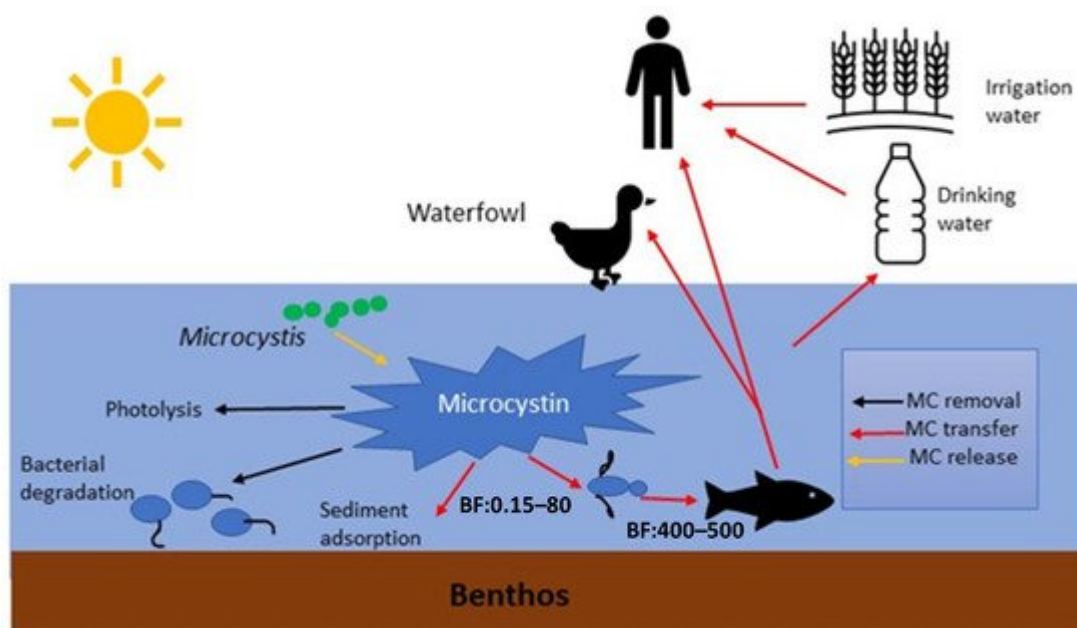 Irrigation
water
Drinking
water
Waterfowl
Microcystis
Microcystin
Photolysis
MC removal
MC transfer
MC release
Bacterial
degradation
Sediment
adsorption
BF:0.15–80
BF:400–500
Benthos